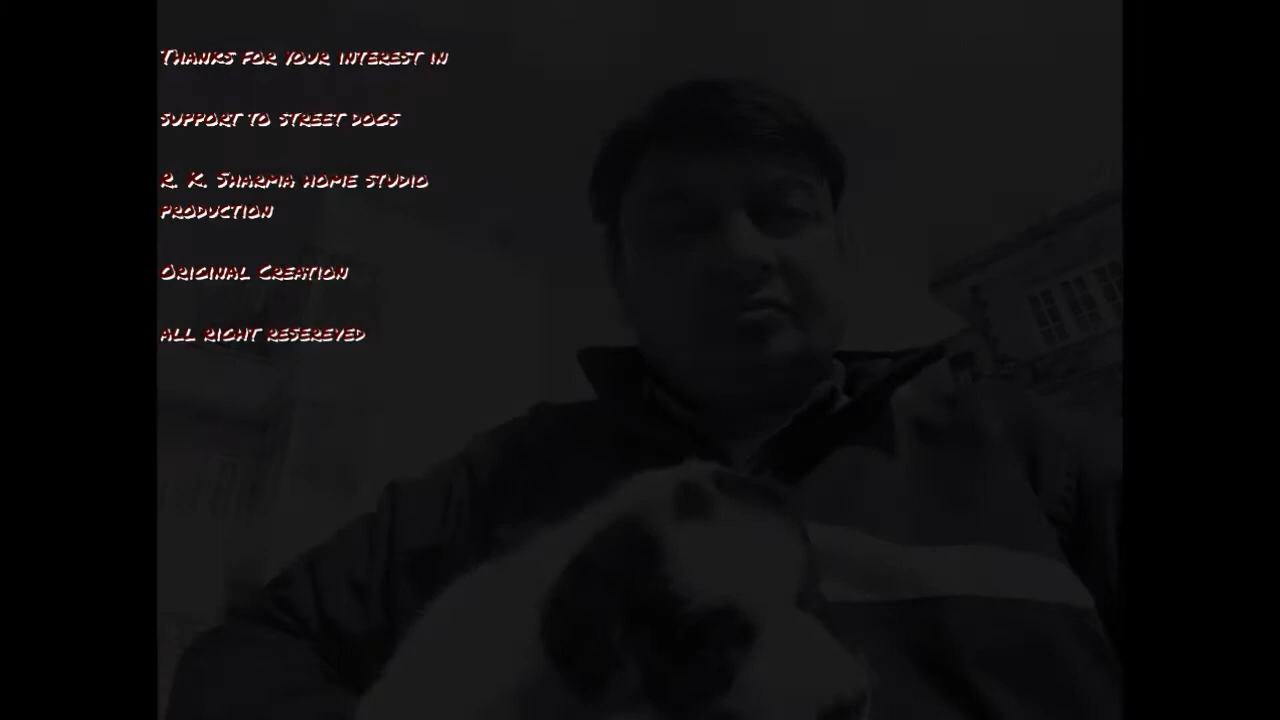 Thanks for your interest in
support to street dogs
R. K. Sharma home studio
production
Original Creation
all right resereved